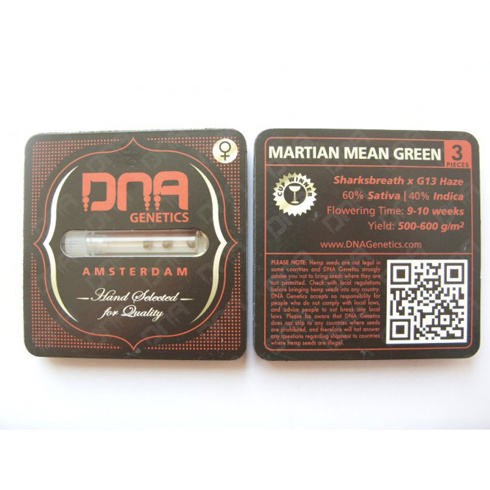 DNA
GENETICS
AMSTERDAM
Hand Selected
for Quality
MARTIAN MEAN GREEN
3
PIECES
Sharksbreath x G13 Haze
60% Sativa | 40% Indica
Flowering Time: 9-10 weeks
Yield: 500-600 g/m²
www.DNAGenetics.com
PLEASE NOTE: Hemp seeds are not legal in
some countries and DNA Genetics strongly
advise you not to bring seeds where they are
not permitted. Check with local regulations
before bringing hemp seeds into any country.
DNA Genetics accepts no responsibility for
people who do not comply with local laws,
and advice people to not break any local
laws. Please be aware that DNA Genetics
does not ship to any countries where seeds
are prohibited, and therefore will not answer
any questions regarding shipment to countries
where hemp seeds are illegal.